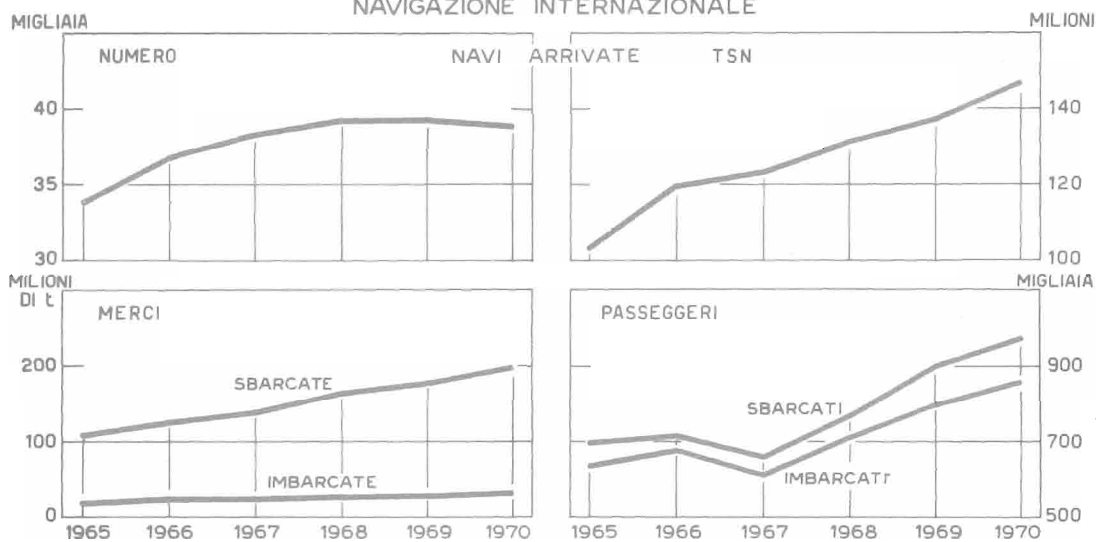 NAVIGAZIONE INTERNAZIONALE
MIGLIAIA MILIONI
NUMERO NAVI ARRIVATE TSN
40 140
35 120
30 100
MILIONI DI t MIGLIAIA
MERCI PASSEGGERI
200 900
SBARCATE SBARCATI
100 700
IMBARCATE IMBARCATI
0 500
1965 1966 1967 1968 1969 1970 1965 1966 1967 1968 1969 1970